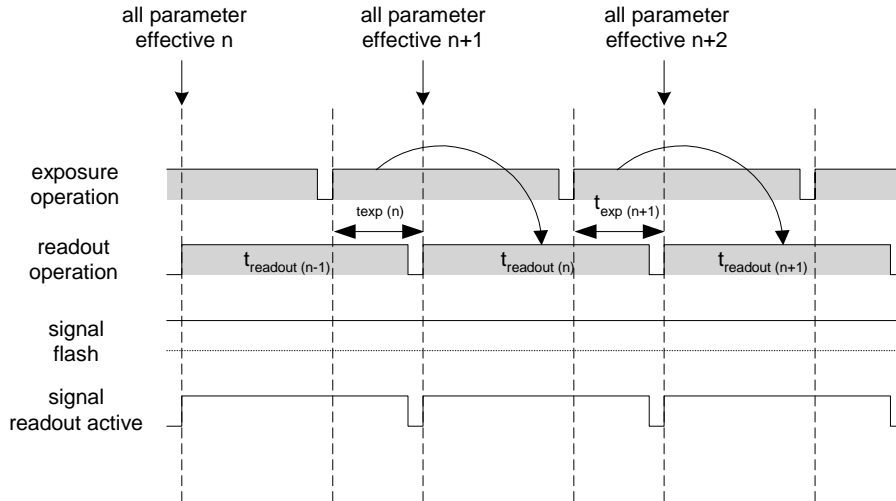 all parameter
effective n
all parameter
effective n+1
all parameter
effective n+2
exposure
operation
texp (n)
texp (n+1)
readout
operation
treadout (n-1)
treadout (n)
treadout (n+1)
signal
flash
signal
readout active